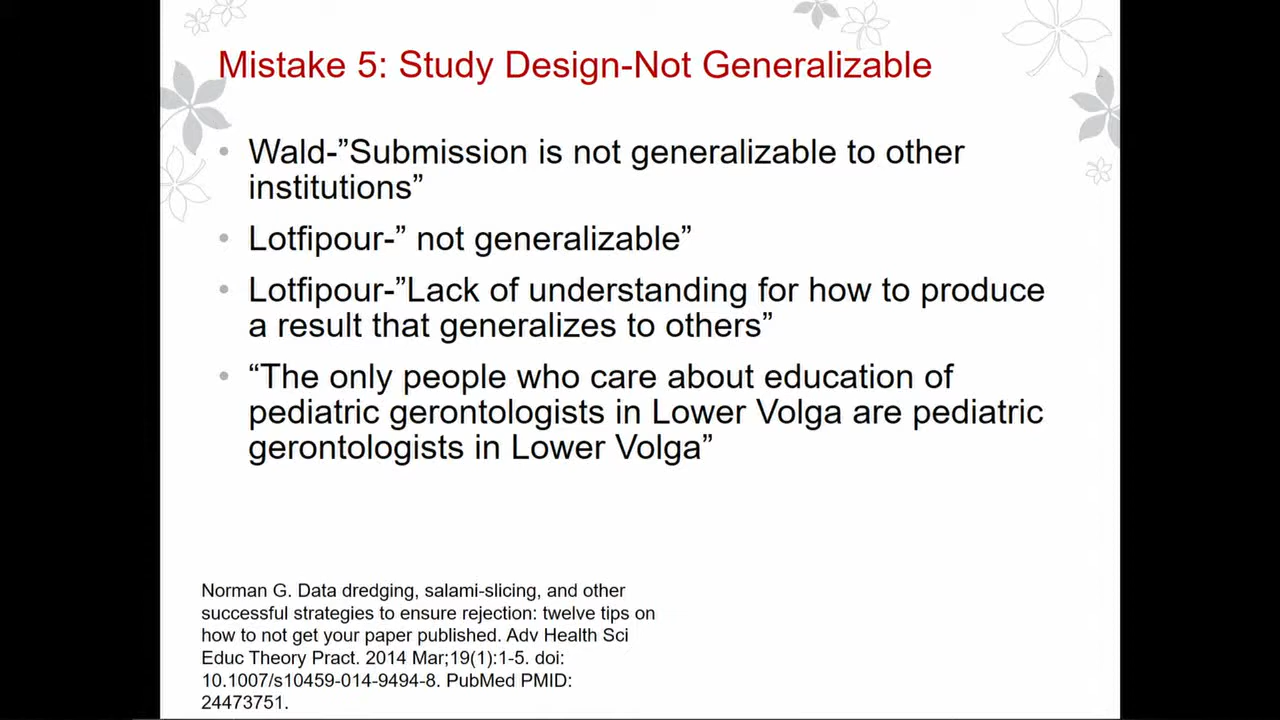 Mistake 5: Study Design-Not Generalizable
• Wald-”Submission is not generalizable to other
institutions”
• Lotfipour-” not generalizable”
• Lotfipour-”Lack of understanding for how to produce
a result that generalizes to others”
• “The only people who care about education of
pediatric gerontologists in Lower Volga are pediatric
gerontologists in Lower Volga”
Norman G. Data dredging, salami-slicing, and other
successful strategies to ensure rejection: twelve tips on
how to not get your paper published. Adv Health Sci
Educ Theory Pract. 2014 Mar;19(1):1-5. doi:
10.1007/s10459-014-9494-8. PubMed PMID:
24473751.